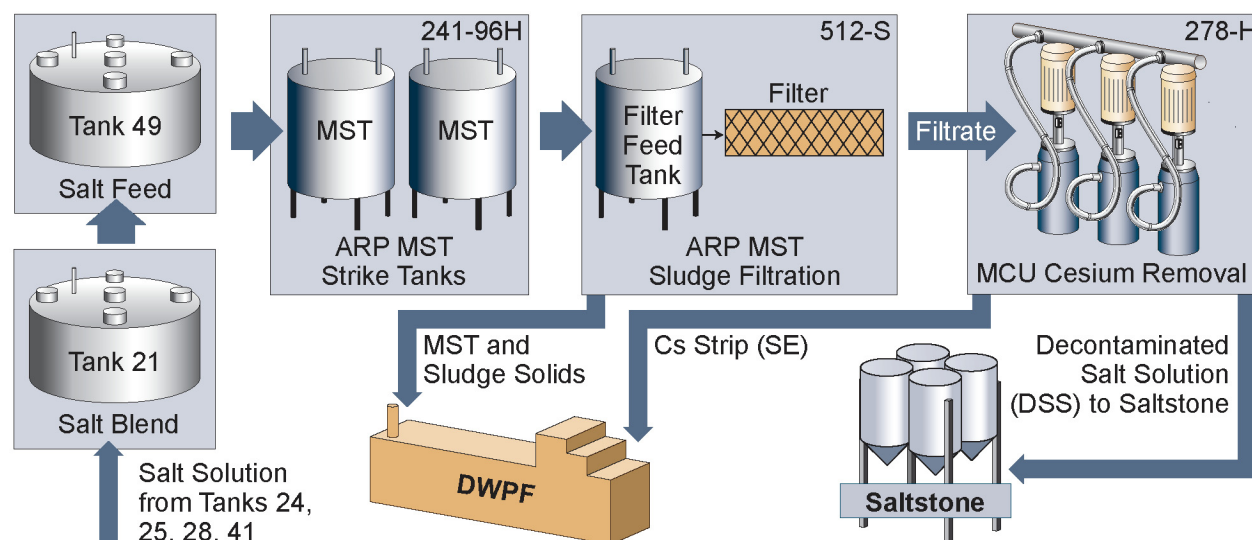 241-96H
512-S
278-H
Tank 49
Salt Feed
MST
MST
ARP MST
Strike Tanks
Filter
Feed
Tank
Filter
ARP MST
Sludge Filtration
Filtrate
MCU Cesium Removal
Tank 21
Salt Blend
Salt Solution
from Tanks 24,
25, 28, 41
MST and
Sludge Solids
Cs Strip (SE)
Decontaminated
Salt Solution
(DSS) to Saltstone
DWPF
Saltstone